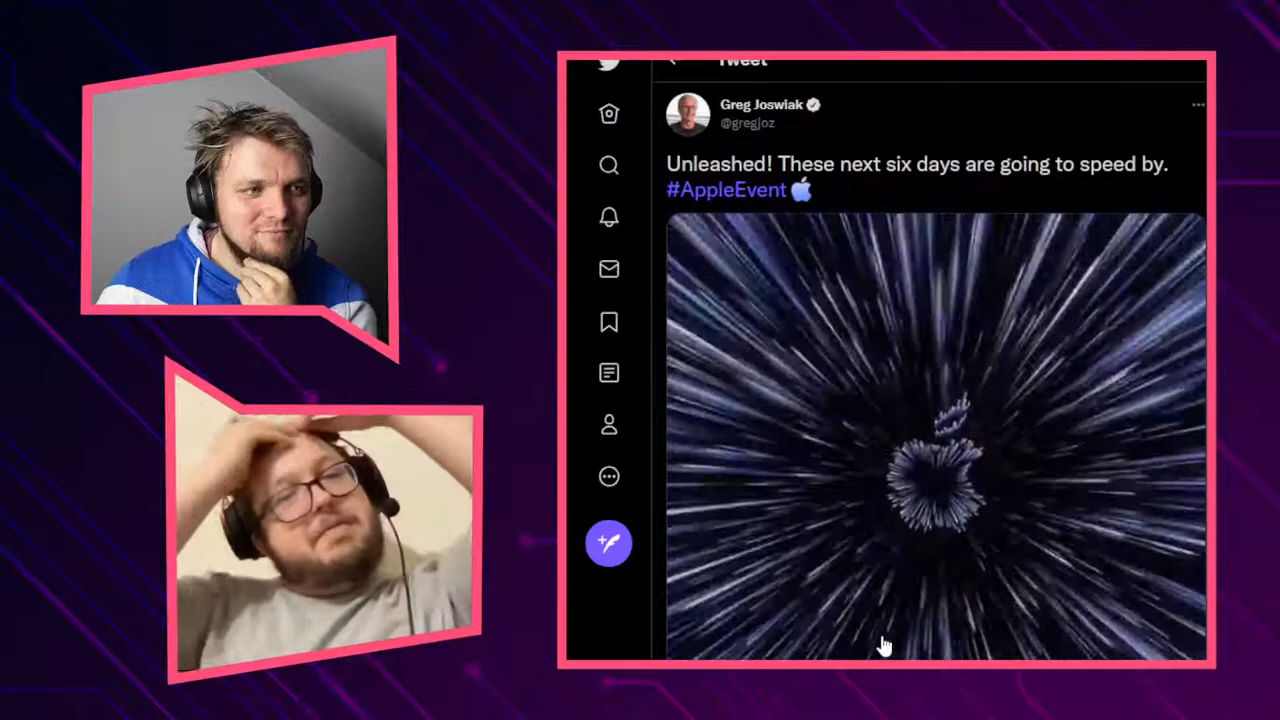 Tweet
Greg Joswiak
@gregjoz
Unleashed! These next six days are going to speed by.
#AppleEvent